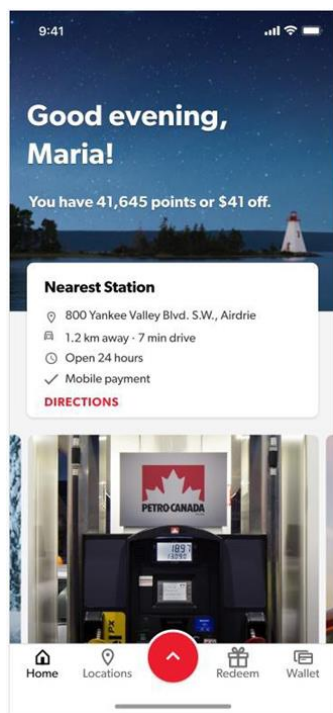 9:41
Good evening,
Maria!
You have 41,645 points or $41 off.
Nearest Station
800 Yankee Valley Blvd. S.W., Airdrie
1.2 km away · 7 min drive
Open 24 hours
Mobile payment
DIRECTIONS
PETRO-CANADA
Home
Locations
Redeem
Wallet